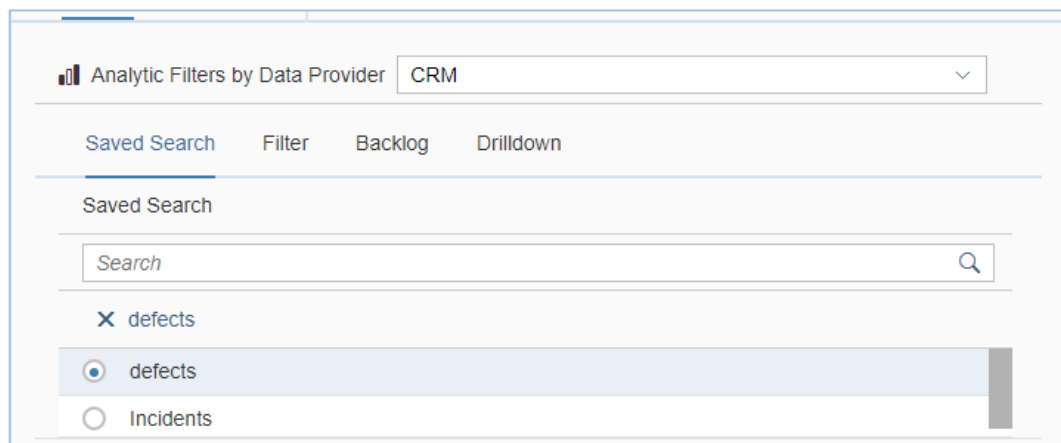 Analytic Filters by Data Provider CRM
Saved Search Filter Backlog Drilldown
Saved Search
Search
defects
defects
Incidents